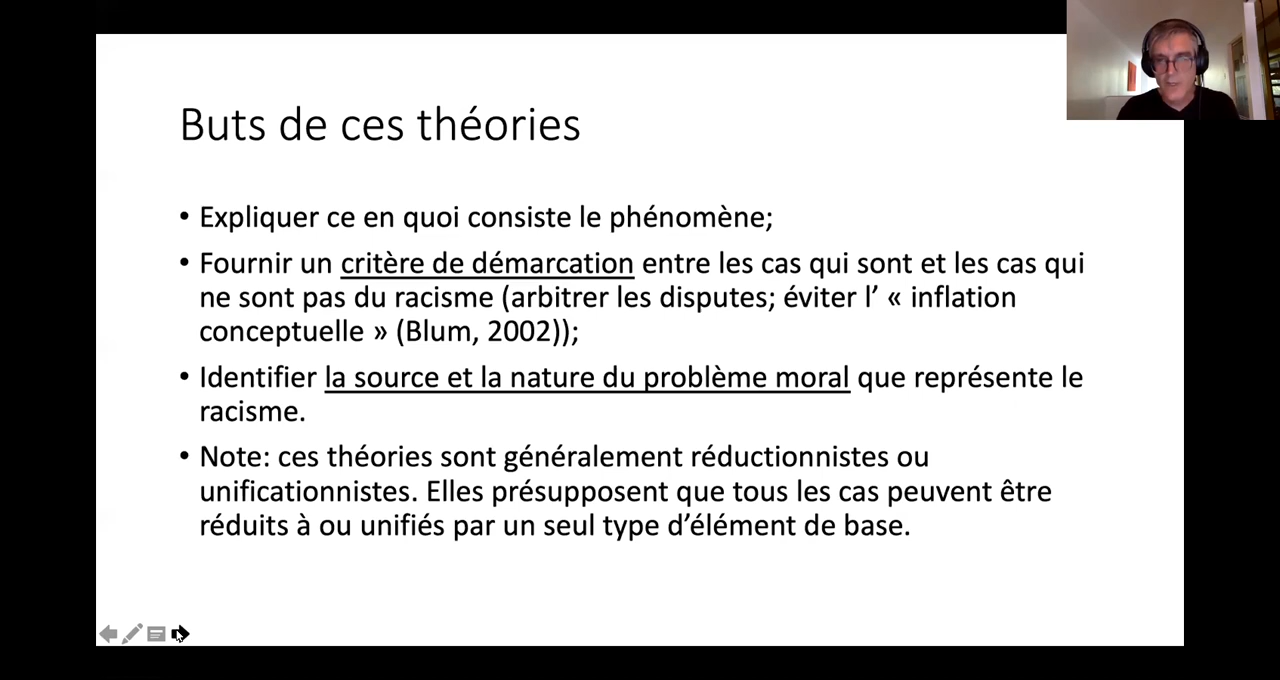 Buts de ces théories
• Expliquer ce en quoi consiste le phénomène;
• Fournir un critère de démarcation entre les cas qui sont et les cas qui
ne sont pas du racisme (arbitrer les disputes; éviter l’ « inflation
conceptuelle » (Blum, 2002));
• Identifier la source et la nature du problème moral que représente le
racisme.
• Note: ces théories sont généralement réductionnistes ou
unificationnistes. Elles présupposent que tous les cas peuvent être
réduits à ou unifiés par un seul type d’élément de base.